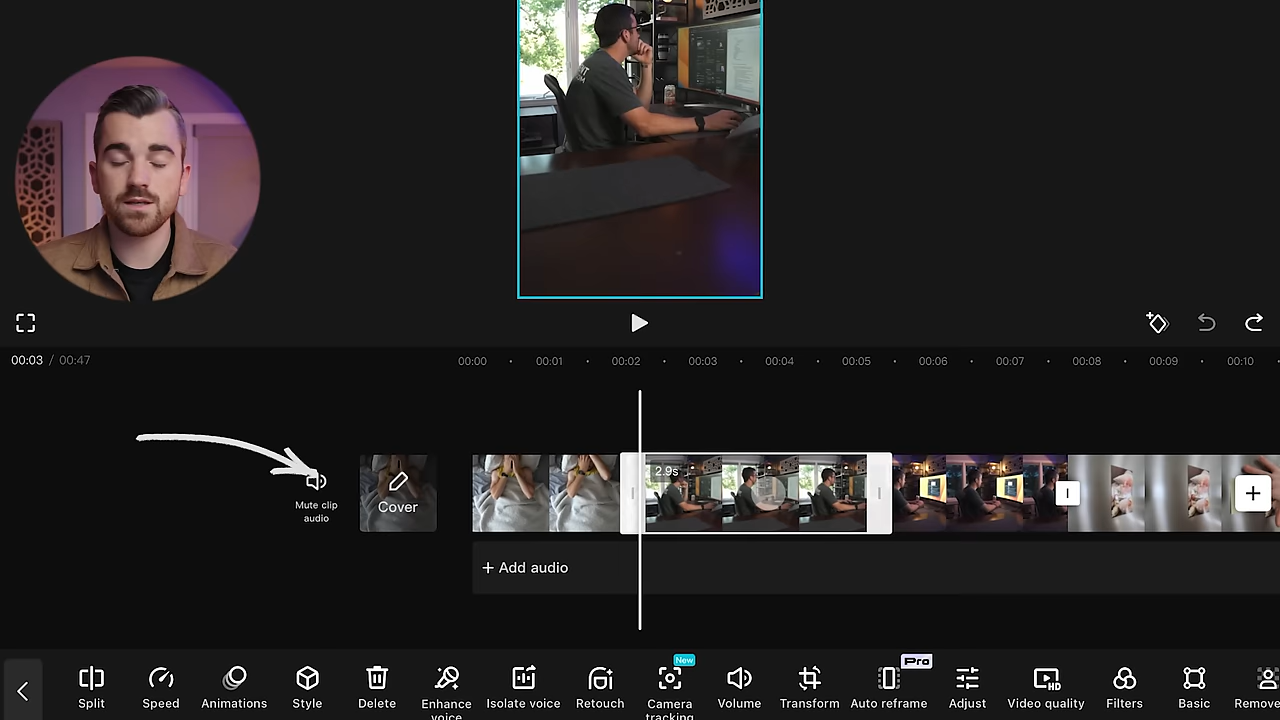 00:03 / 00:47
00:00 00:01 00:02 00:03 00:04 00:05 00:06 00:07 00:08 00:09 00:10
2.9s
Mute clip
audio
Cover
+ Add audio
New
Pro
HD
Split Speed Animations Style Delete Enhance voice Isolate voice Retouch Camera tracking Volume Transform Auto reframe Adjust Video quality Filters Basic Remove